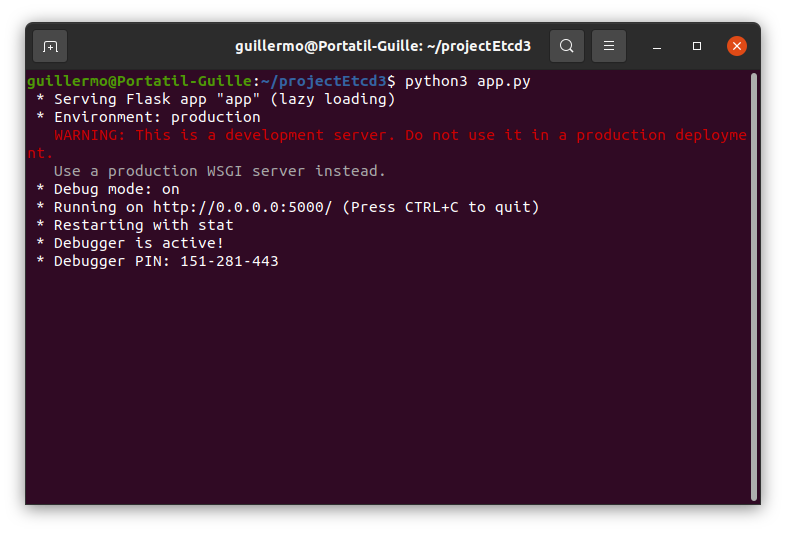 guillermo@Portatil-Guille: ~/projectEtcd3
guillermo@Portatil-Guille:~/projectEtcd3$ python3 app.py
 * Serving Flask app "app" (lazy loading)
 * Environment: production
   WARNING: This is a development server. Do not use it in a production deployme
nt.
   Use a production WSGI server instead.
 * Debug mode: on
 * Running on http://0.0.0.0:5000/ (Press CTRL+C to quit)
 * Restarting with stat
 * Debugger is active!
 * Debugger PIN: 151-281-443